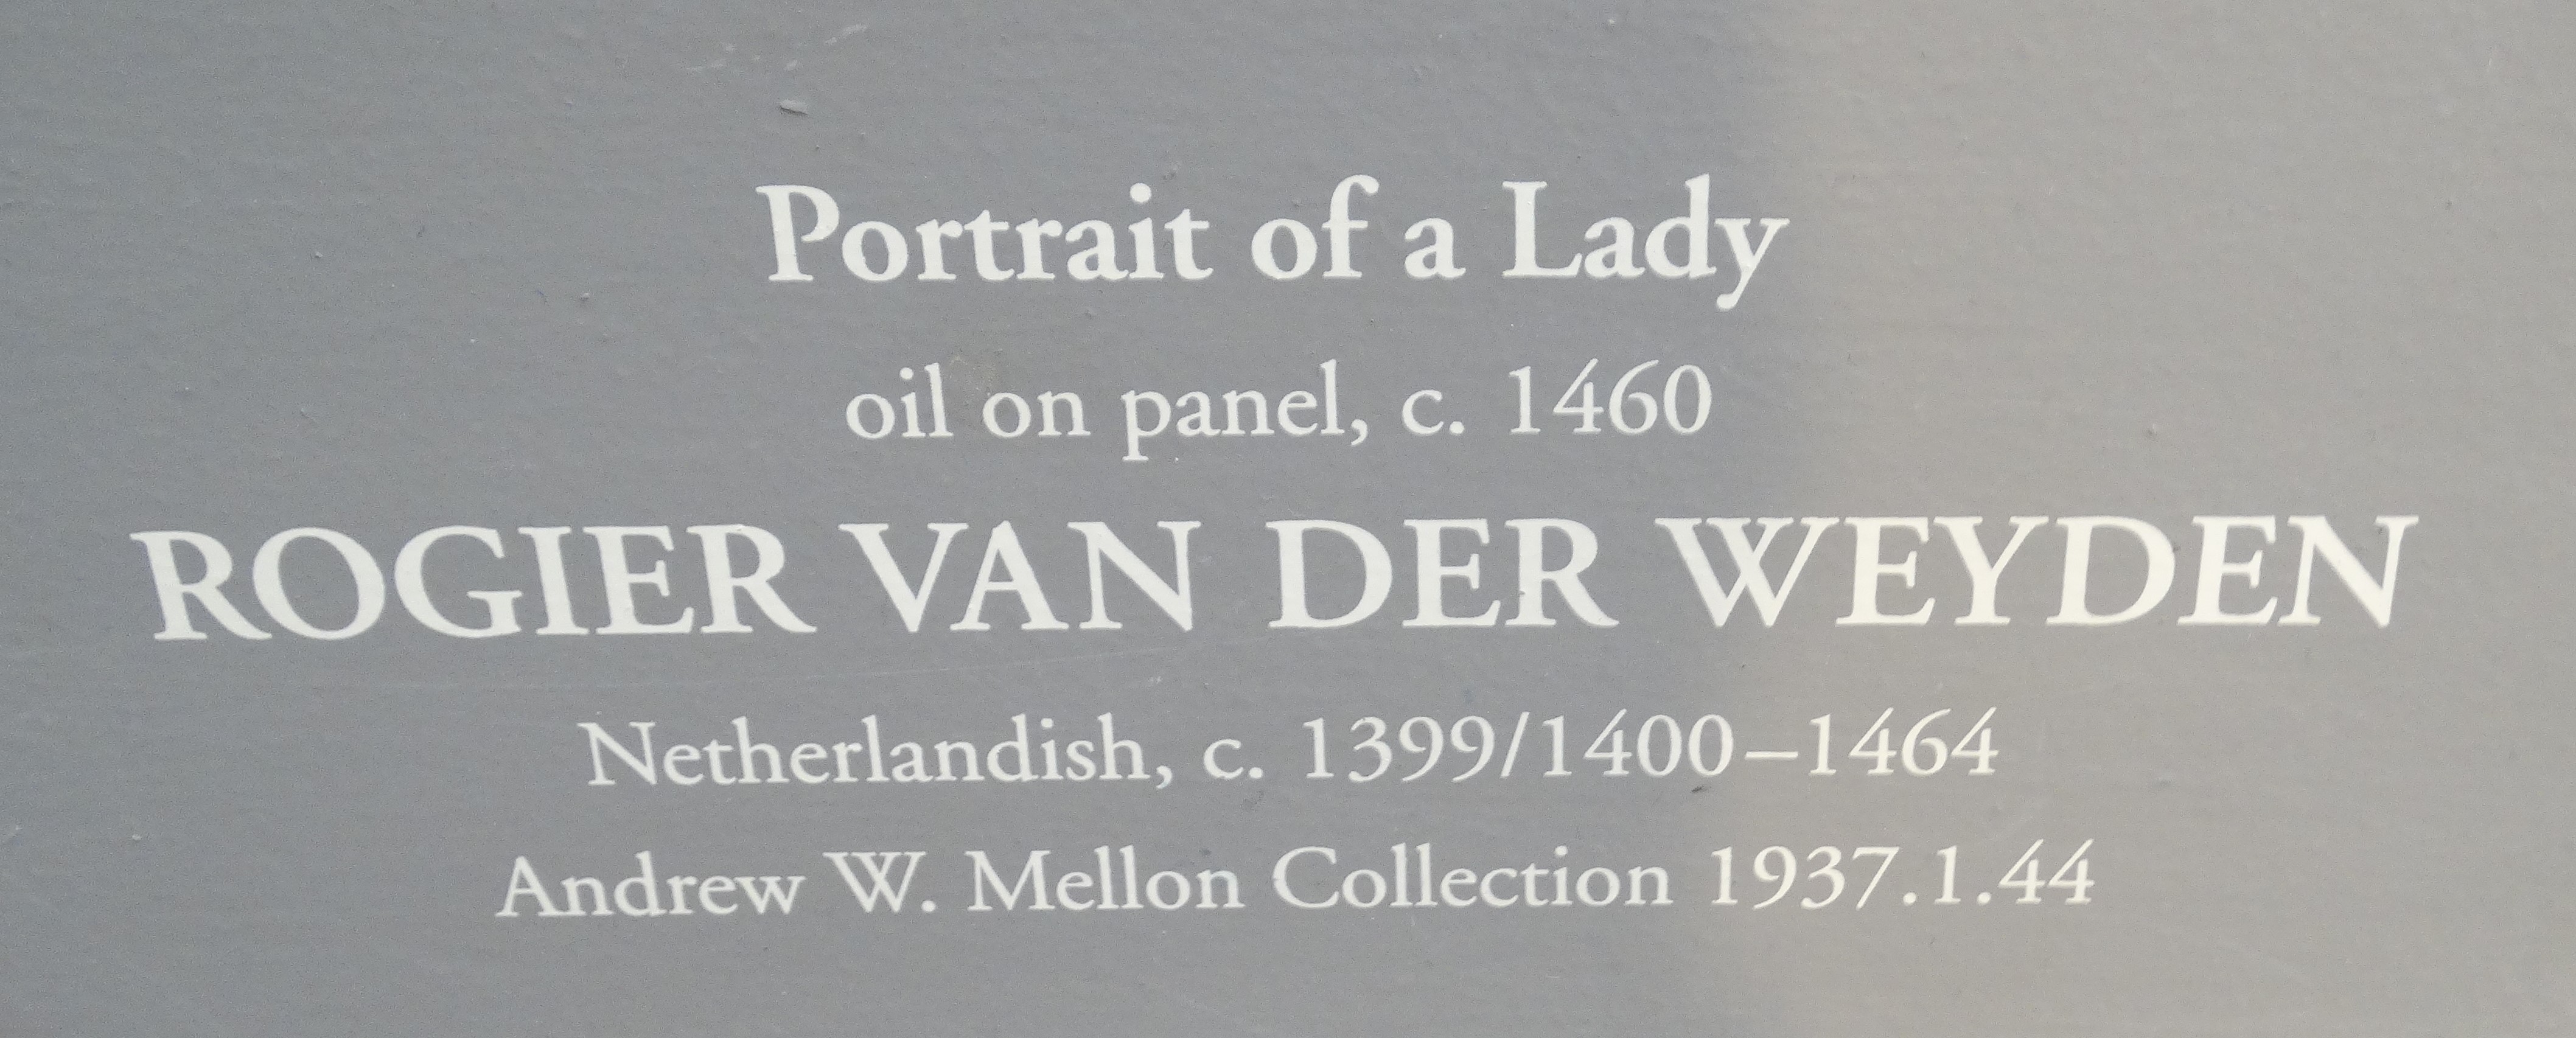 Portrait of a Lady
oil on panel, c. 1460
ROGIER VAN DER WEYDEN
Netherlandish, c. 1399/1400–1464
Andrew W. Mellon Collection 1937.1.44